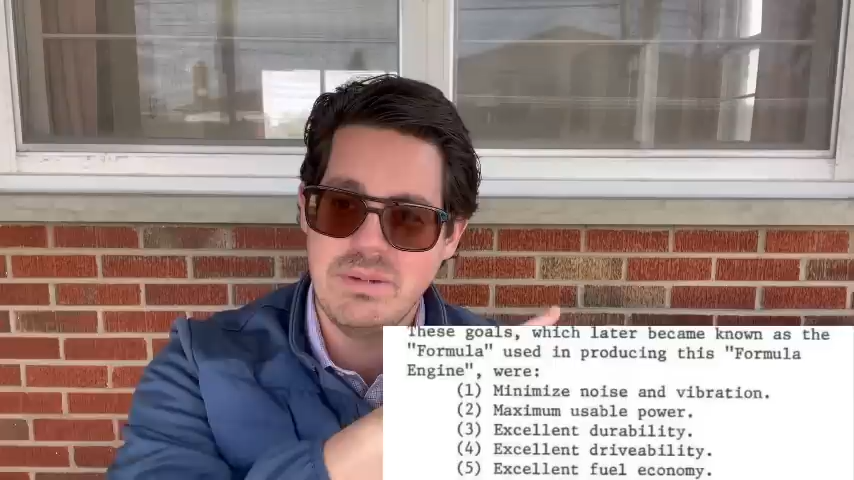 These goals, which later became known as the
"Formula" used in producing this "Formula
Engine", were:
(1) Minimize noise and vibration.
(2) Maximum usable power.
(3) Excellent durability.
(4) Excellent driveability.
(5) Excellent fuel economy.